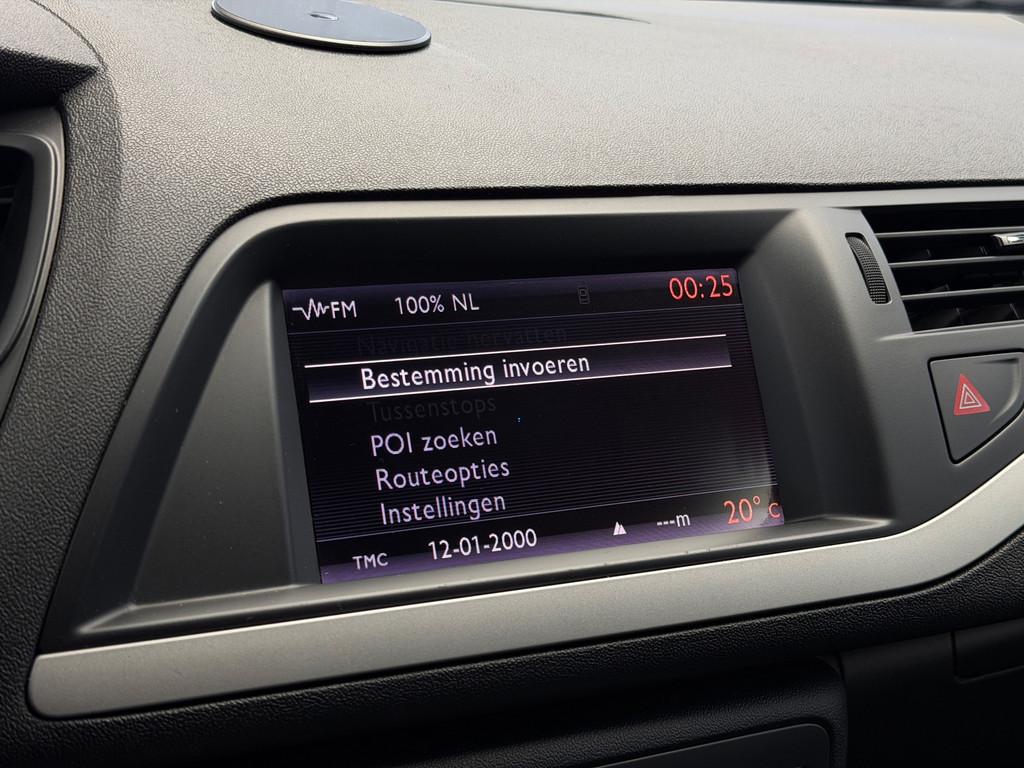 FM 100% NL 00:25
Navigatie hervatten
Bestemming invoeren
Tussenstops
POI zoeken
Routeopties
Instellingen
TMC 12-01-2000 ---m 20° C